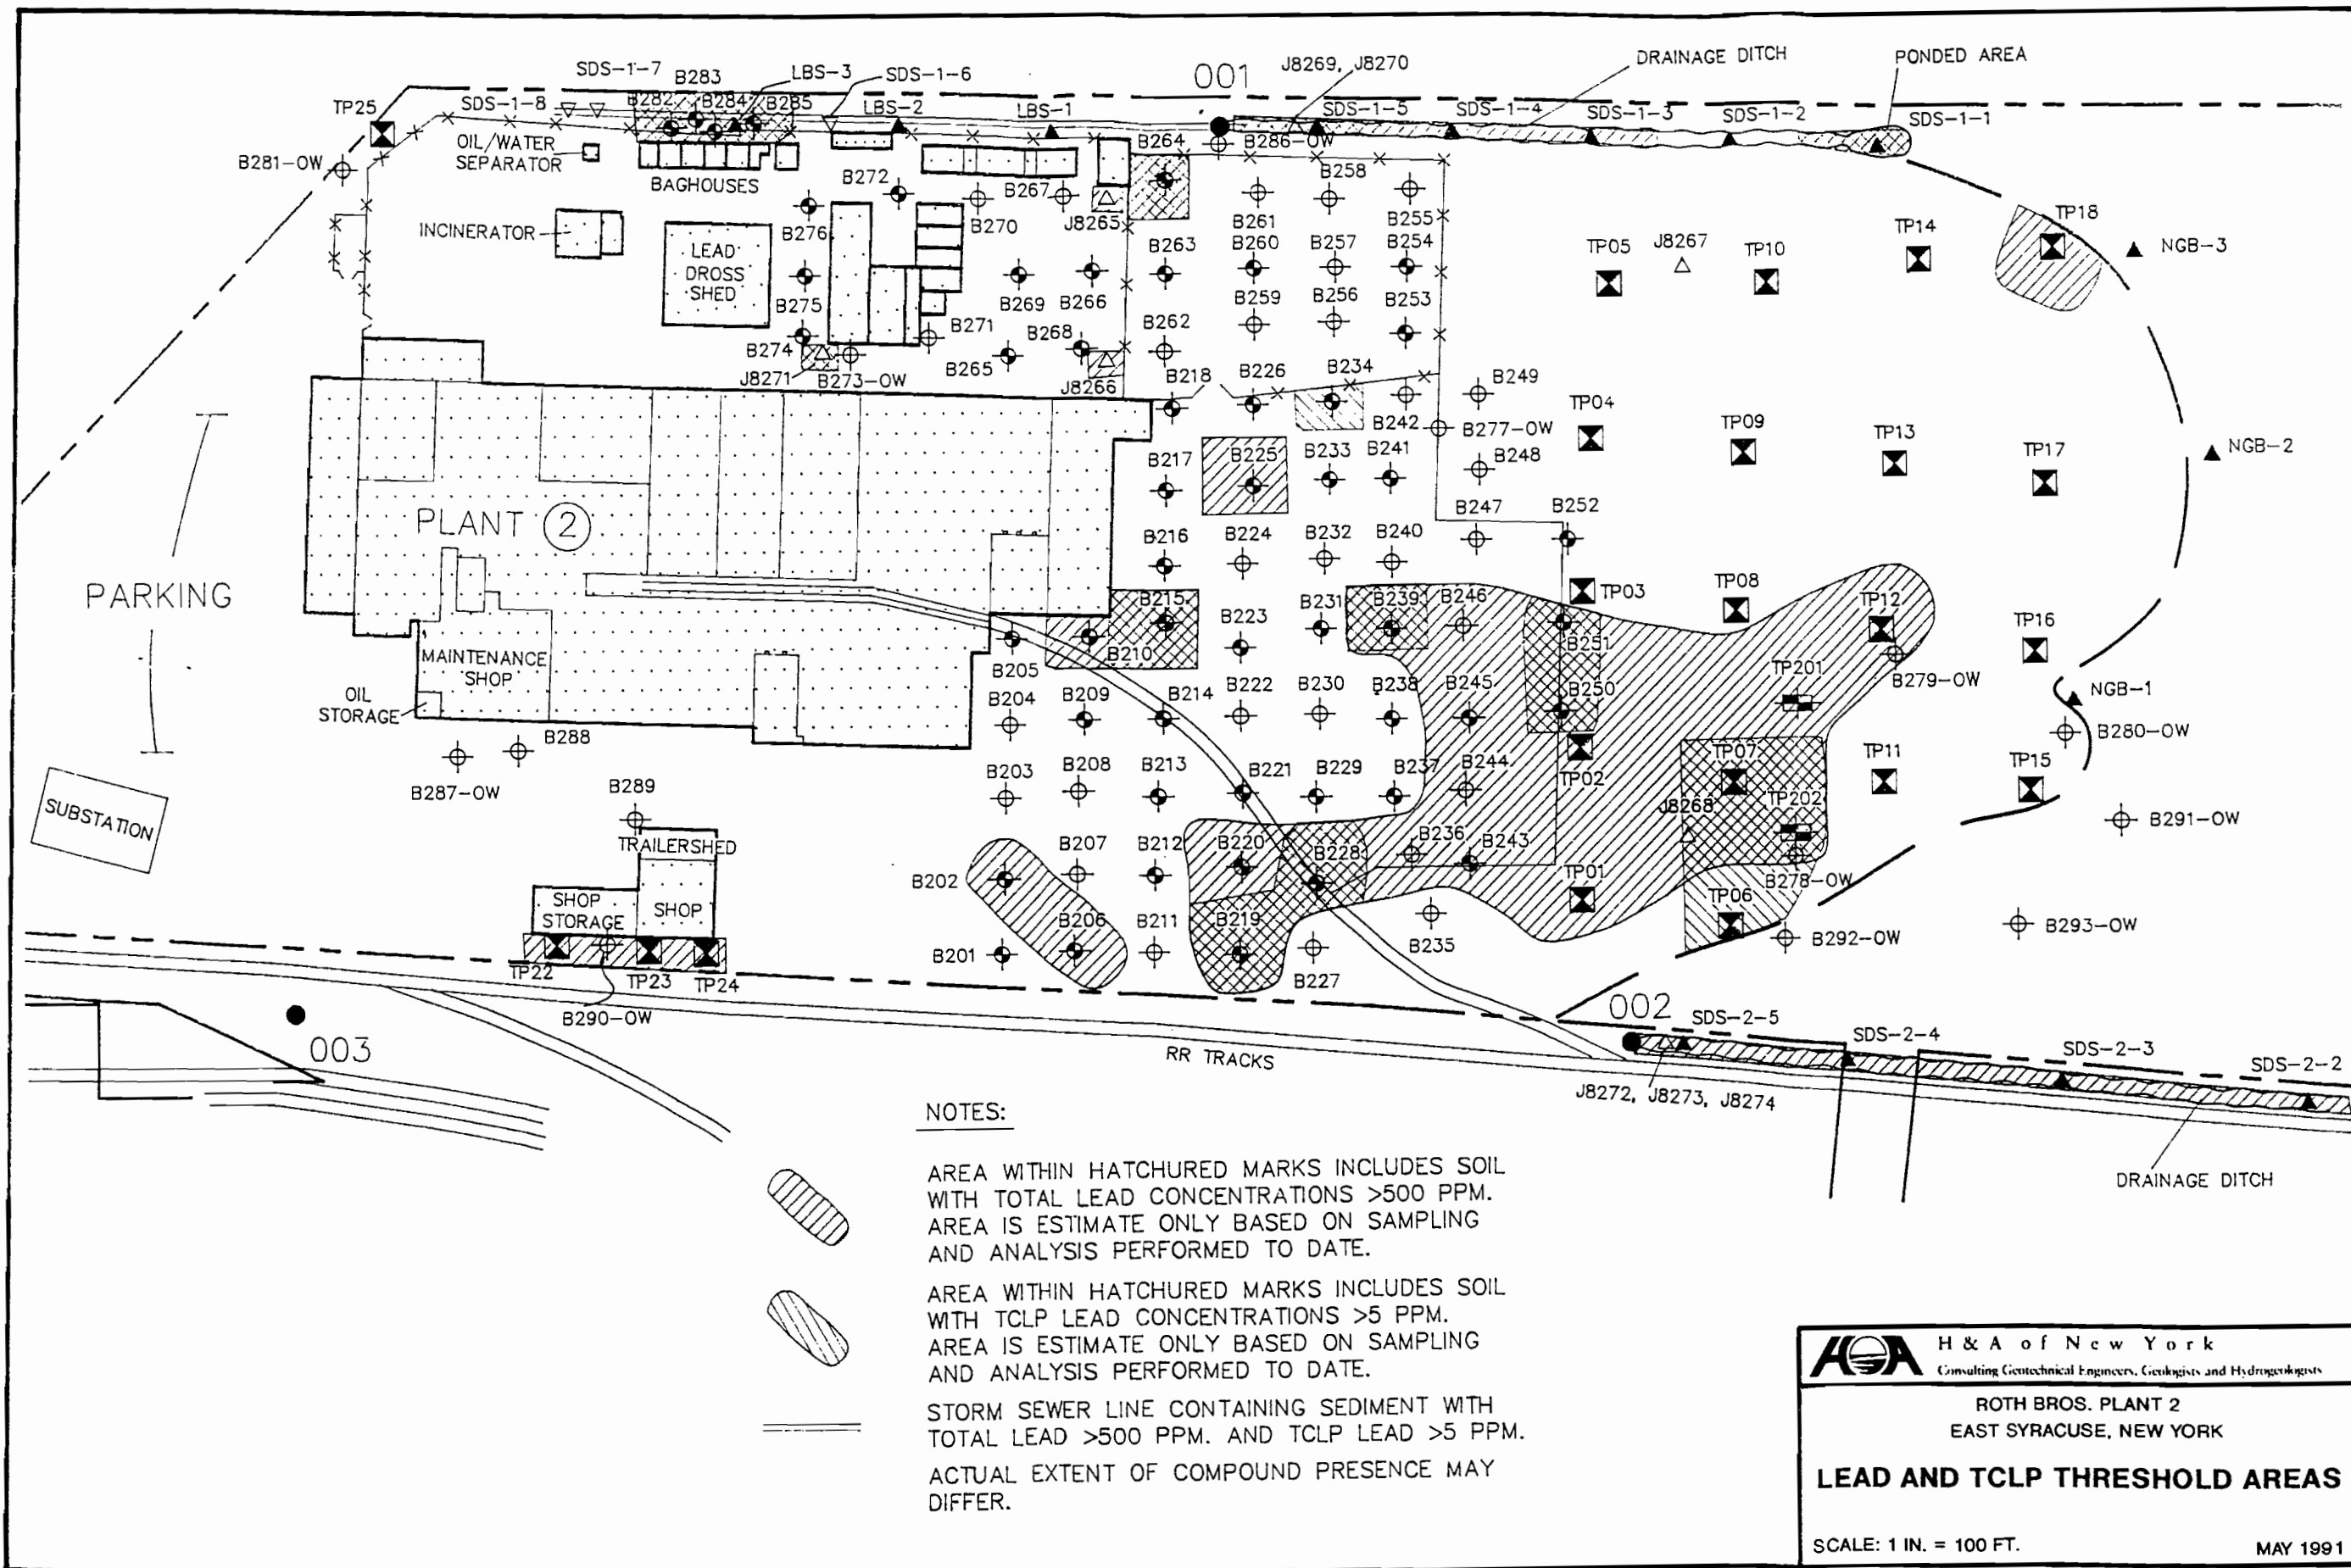 SDS-1-7
B283
LBS-3
SDS-1-6
001
J8269, J8270
DRAINAGE DITCH
PONDED AREA
TP25
SDS-1-8
B282
B284
B285
LBS-2
LBS-1
SDS-1-5
SDS-1-4
SDS-1-3
SDS-1-2
SDS-1-1
B281-OW
OIL/WATER
SEPARATOR
BAGHOUSES
B264
B286-OW
B272
B267
B258
B270
J8265
B261
B255
INCINERATOR
B276
LEAD
DROSS
SHED
B263
B260
B257
B254
TP05
J8267
TP10
TP14
TP18
NGB-3
B275
B269
B266
B259
B256
B253
B274
B271
B268
B262
J8271
B273-OW
B265
J8266
B218
B226
B234
B249
B242
B277-OW
TP04
TP09
TP13
TP17
NGB-2
B217
B225
B233
B241
B248
PLANT 2
B216
B224
B232
B240
B247
B252
PARKING
B215
B223
B231
B239
B246
TP03
TP08
TP12
TP16
MAINTENANCE
SHOP
B205
B210
B251
TP201
B279-OW
OIL
STORAGE
B204
B209
B214
B222
B230
B238
B245
B250
NGB-1
B280-OW
B288
B287-OW
B203
B208
B213
B221
B229
B237
B244
TP02
TP07
TP11
TP15
SUBSTATION
B289
J8268
TP202
B291-OW
TRAILERSHED
B207
B212
B220
B228
B236
B243
B202
TP01
B278-OW
SHOP
STORAGE
SHOP
B206
B219
TP06
B201
B211
B235
B292-OW
B293-OW
TP22
TP23
TP24
B227
B290-OW
003
002
SDS-2-5
SDS-2-4
SDS-2-3
SDS-2-2
RR TRACKS
J8272, J8273, J8274
DRAINAGE DITCH
NOTES:
AREA WITHIN HATCHURED MARKS INCLUDES SOIL
WITH TOTAL LEAD CONCENTRATIONS >500 PPM.
AREA IS ESTIMATE ONLY BASED ON SAMPLING
AND ANALYSIS PERFORMED TO DATE.
AREA WITHIN HATCHURED MARKS INCLUDES SOIL
WITH TCLP LEAD CONCENTRATIONS >5 PPM.
AREA IS ESTIMATE ONLY BASED ON SAMPLING
AND ANALYSIS PERFORMED TO DATE.
STORM SEWER LINE CONTAINING SEDIMENT WITH
TOTAL LEAD >500 PPM. AND TCLP LEAD >5 PPM.
ACTUAL EXTENT OF COMPOUND PRESENCE MAY
DIFFER.
H&A of New York
Consulting Geotechnical Engineers, Geologists and Hydrogeologists
ROTH BROS. PLANT 2
EAST SYRACUSE, NEW YORK
LEAD AND TCLP THRESHOLD AREAS
SCALE: 1 IN. = 100 FT.
MAY 1991